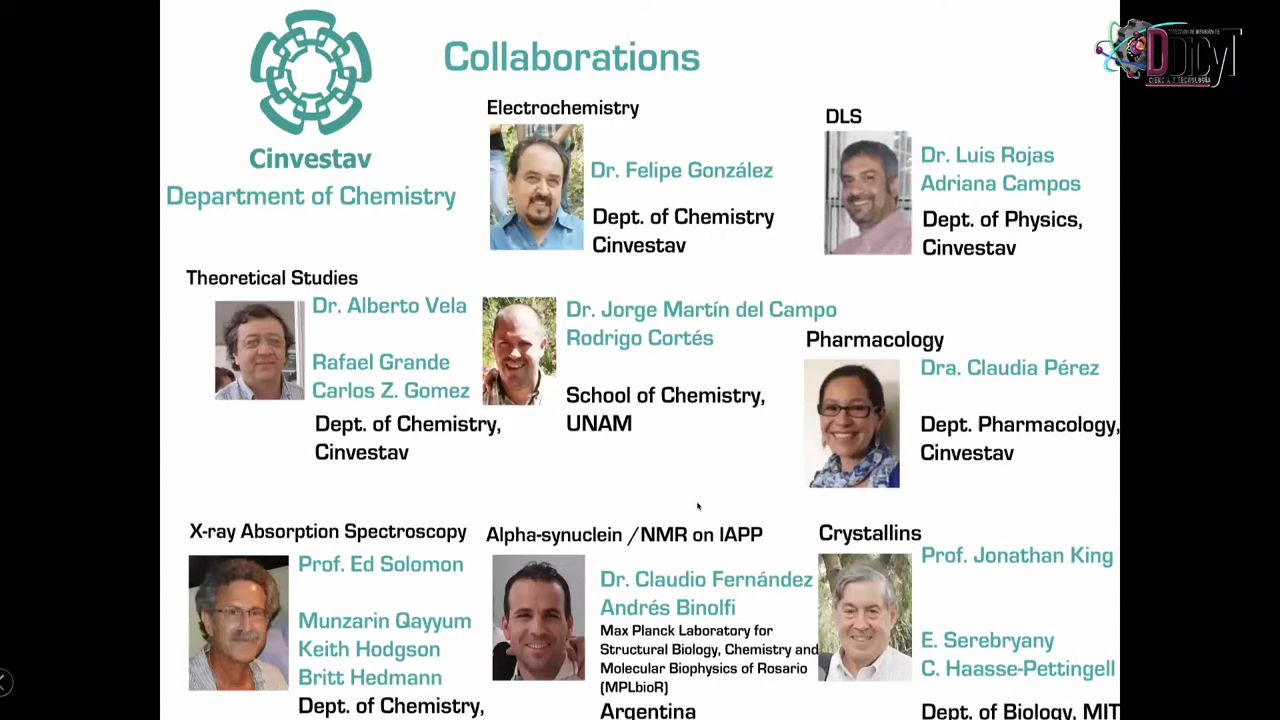 Collaborations
Cinvestav
Department of Chemistry
Electrochemistry
Dr. Felipe González
Dept. of Chemistry
Cinvestav
DLS
Dr. Luis Rojas
Adriana Campos
Dept. of Physics,
Cinvestav
Theoretical Studies
Dr. Alberto Vela
Rafael Grande
Carlos Z. Gomez
Dept. of Chemistry,
Cinvestav
Dr. Jorge Martín del Campo
Rodrigo Cortés
School of Chemistry,
UNAM
Pharmacology
Dra. Claudia Pérez
Dept. Pharmacology,
Cinvestav
X-ray Absorption Spectroscopy
Prof. Ed Solomon
Munzarin Qayyum
Keith Hodgson
Britt Hedmann
Dept. of Chemistry,
Alpha-synuclein /NMR on IAPP
Dr. Claudio Fernández
Andrés Binolfi
Max Planck Laboratory for
Structural Biology, Chemistry and
Molecular Biophysics of Rosario
(MPLbioR)
Argentina
Crystallins
Prof. Jonathan King
E. Serebryany
C. Haasse-Pettingell
Dept. of Biology, MIT
DDiCyT
CIENCIA Y TECNOLOGÍA